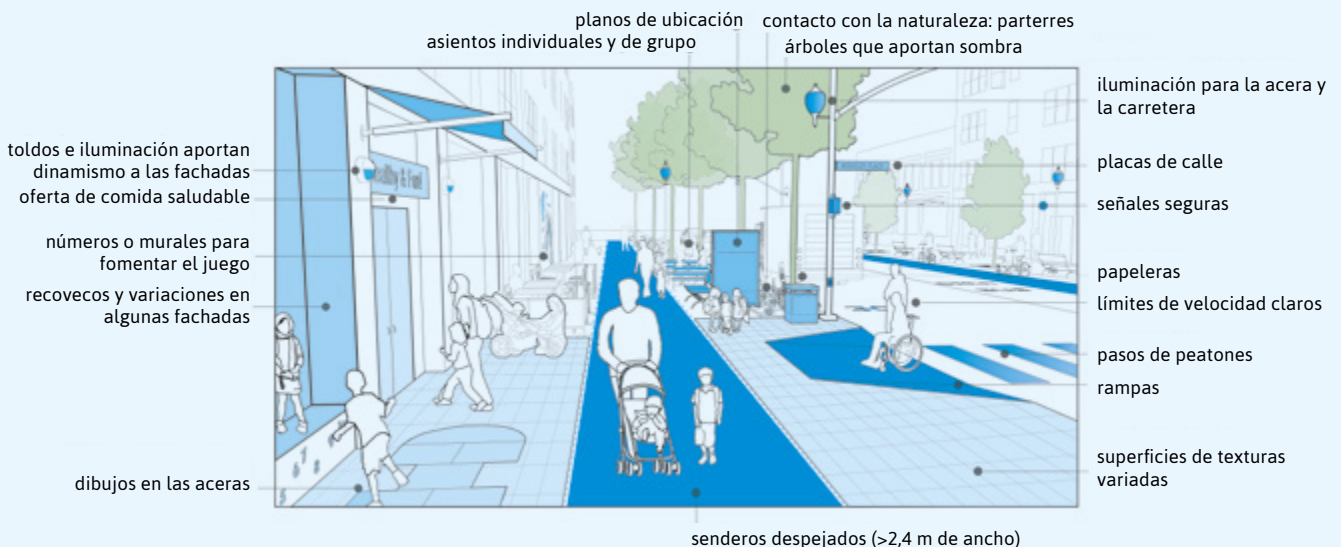 planos de ubicación
contacto con la naturaleza: parterres
asientos individuales y de grupo
árboles que aportan sombra
iluminación para la acera y
la carretera
toldos e iluminación aportan
dinamismo a las fachadas
placas de calle
oferta de comida saludable
señales seguras
números o murales para
fomentar el juego
papeleras
recovecos y variaciones en
algunas fachadas
límites de velocidad claros
pasos de peatones
rampas
superficies de texturas
variadas
dibujos en las aceras
senderos despejados (>2,4 m de ancho)